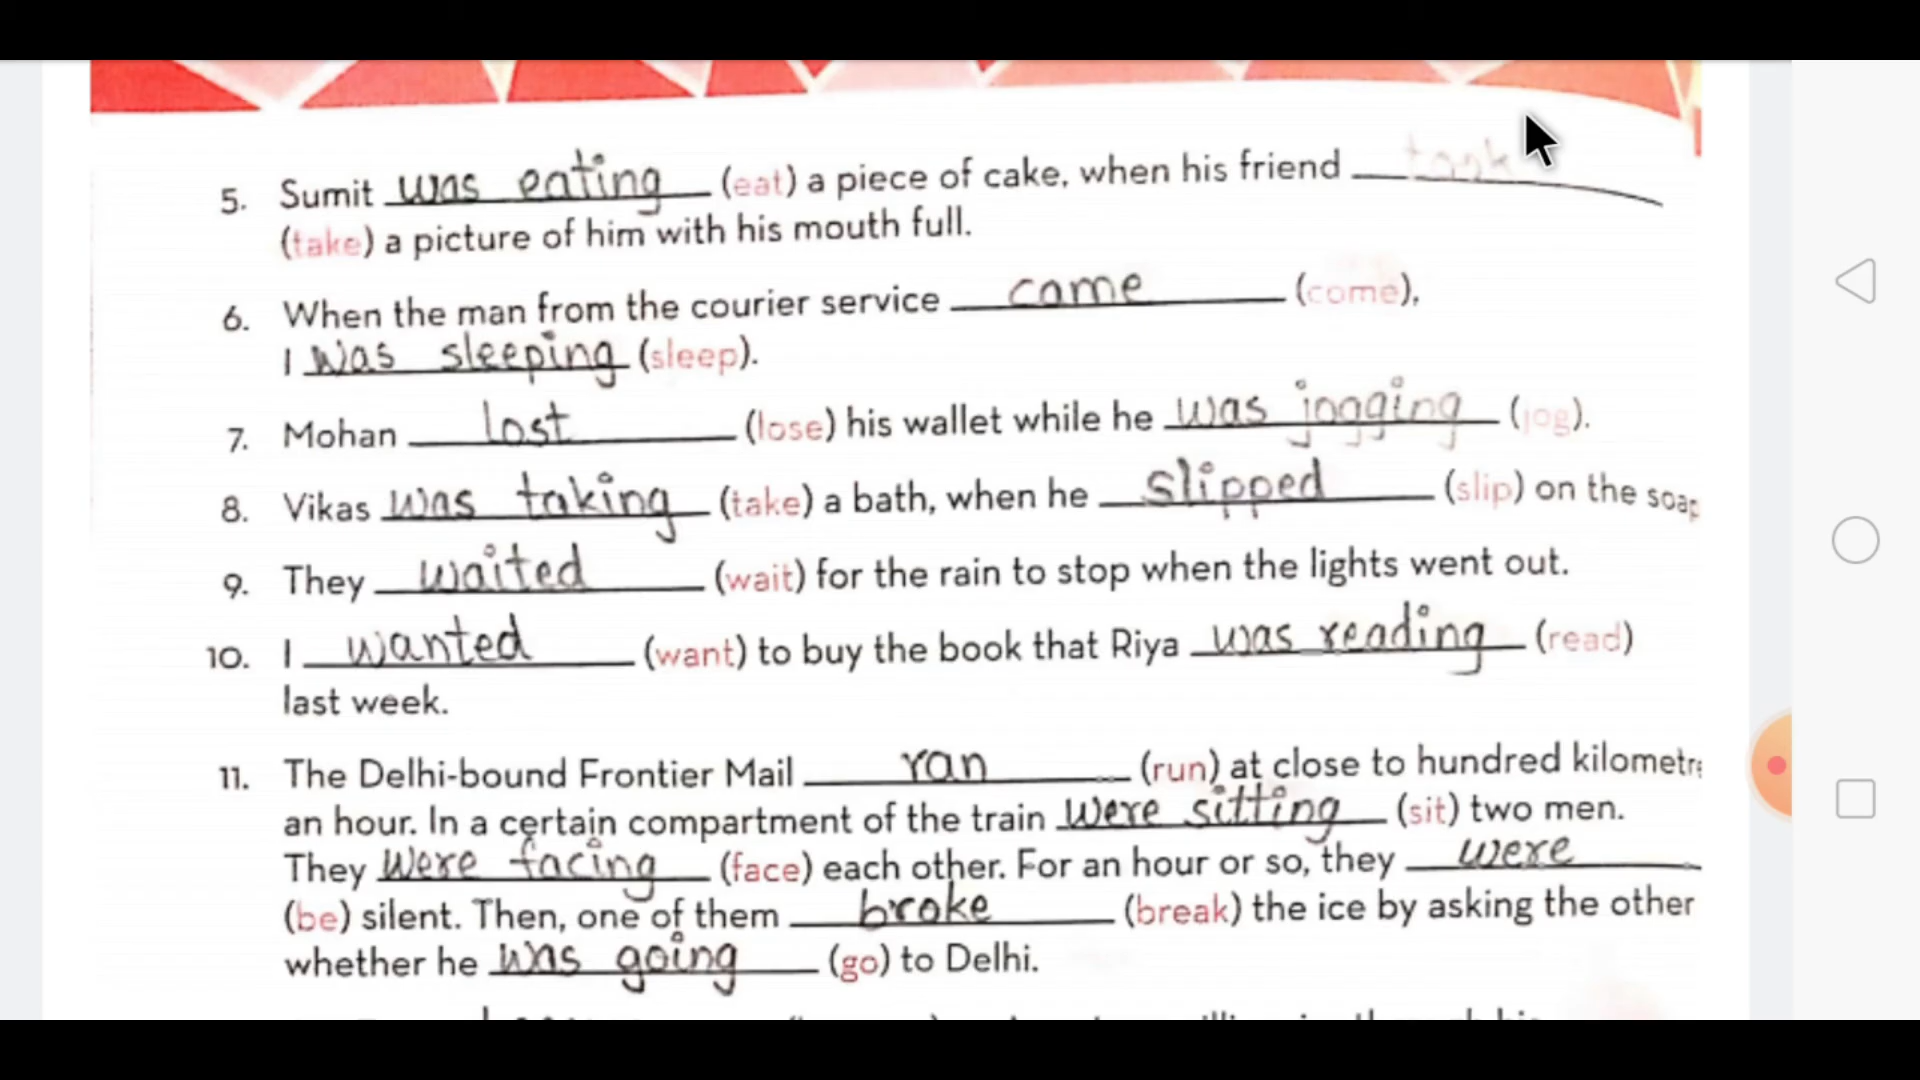 5. Sumit was eating (eat) a piece of cake, when his friend took
(take) a picture of him with his mouth full.
6. When the man from the courier service came (come),
I was sleeping (sleep).
7. Mohan lost (lose) his wallet while he was jogging (jog).
8. Vikas was taking (take) a bath, when he slipped (slip) on the soap
9. They waited (wait) for the rain to stop when the lights went out.
10. I wanted (want) to buy the book that Riya was reading (read)
last week.
11. The Delhi-bound Frontier Mail ran (run) at close to hundred kilometre
an hour. In a certain compartment of the train were sitting (sit) two men.
They were facing (face) each other. For an hour or so, they were
(be) silent. Then, one of them broke (break) the ice by asking the other
whether he was going (go) to Delhi.